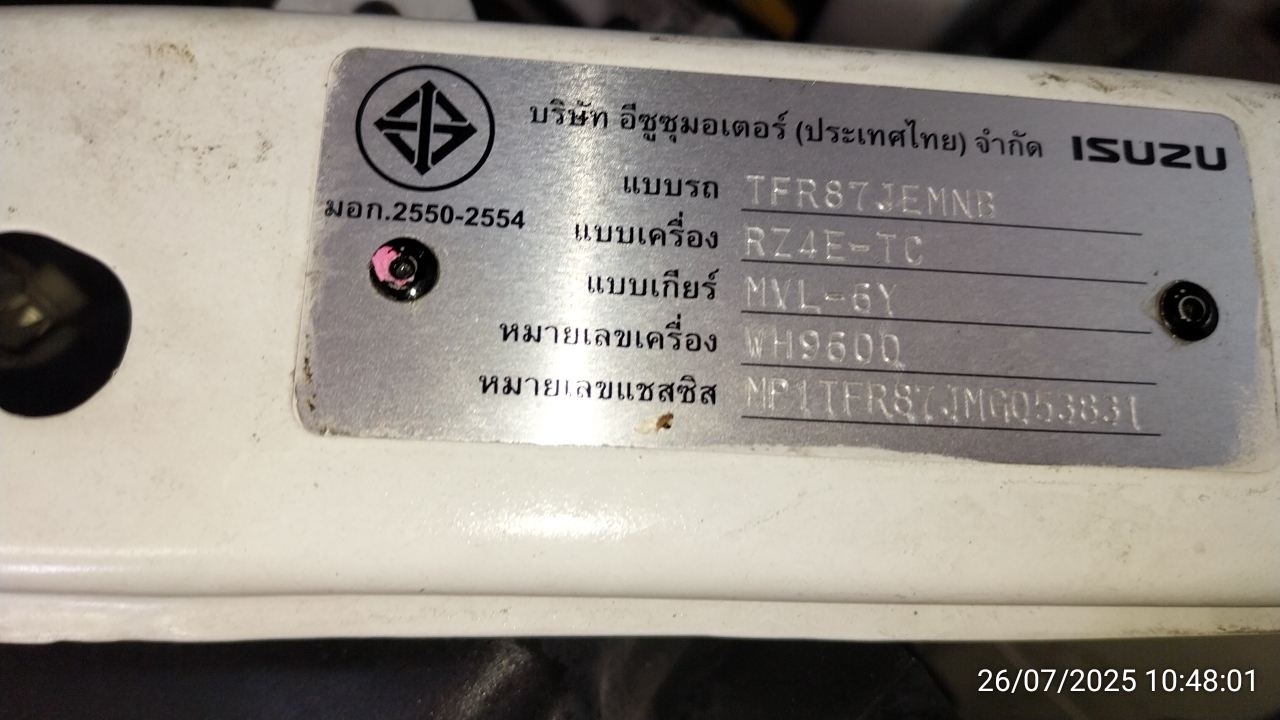 บริษัท อีซูซุมอเตอร์ (ประเทศไทย) จำกัด ISUZU
มอก.2550-2554
แบบรถ TFR87JEMNB
แบบเครื่อง RZ4E-TC
แบบเกียร์ MVL-6Y
หมายเลขเครื่อง WH9600
หมายเลขแชสซิส
26/07/2025 10:48:01